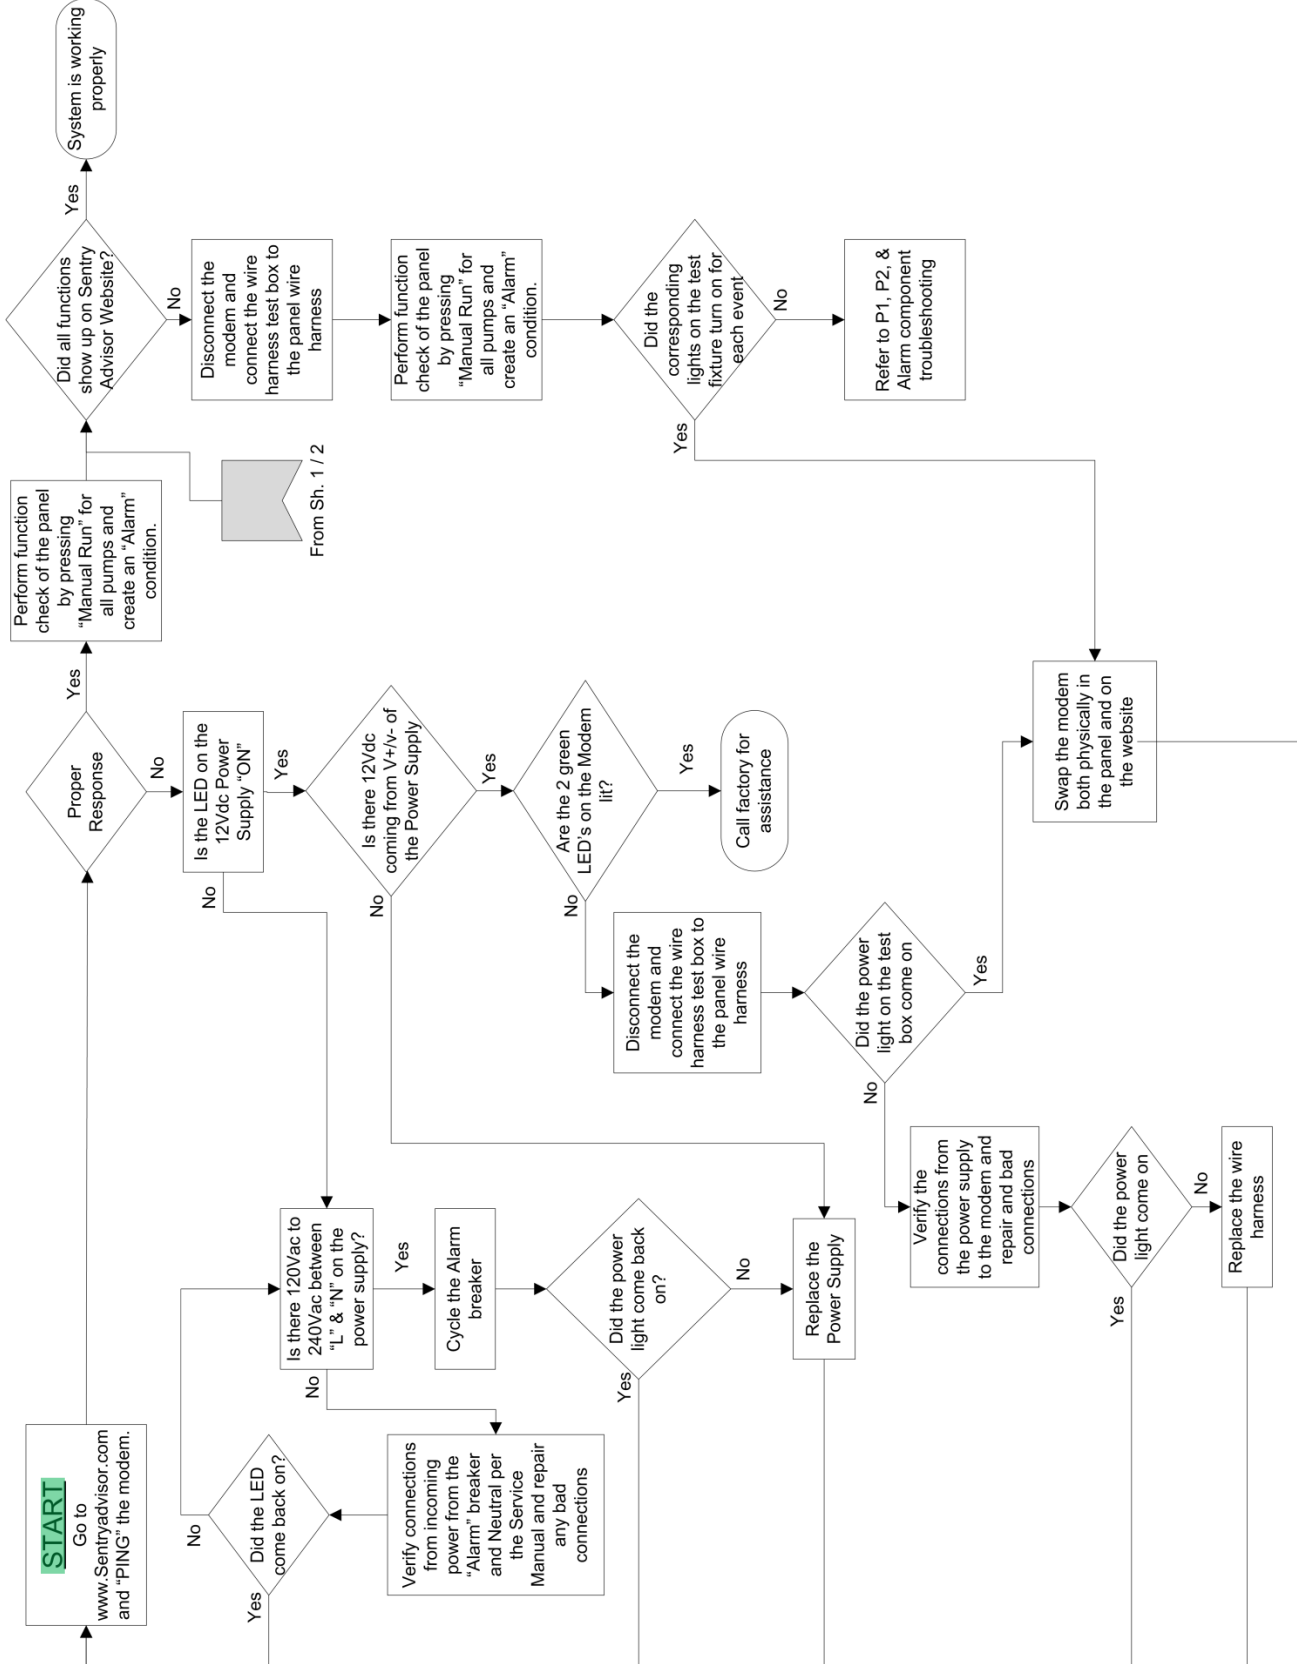 START
Go to
www.Sentryadvisor.com
and “PING” the modem.
Proper
Response
Yes
No
Perform function
check of the panel
by pressing
“Manual Run” for
all pumps and
create an “Alarm”
condition.
From Sh. 1 / 2
Did all functions
show up on Sentry
Advisor Website?
Yes
No
System is working
properly
Disconnect the
modem and
connect the wire
harness test box to
the panel wire
harness
Perform function
check of the panel
by pressing
“Manual Run” for
all pumps and
create an “Alarm”
condition.
Did the
corresponding
lights on the test
fixture turn on for
each event
Yes
No
Refer to P1, P2, &
Alarm component
troubleshooting
Is the LED on the
12Vdc Power
Supply “ON”
No
Yes
Is there 12Vdc
coming from V+/v- of
the Power Supply
No
Yes
Are the 2 green
LED’s on the Modem
lit?
No
Yes
Call factory for
assistance
Disconnect the
modem and
connect the wire
harness test box to
the panel wire
harness
Did the power
light on the test
box come on
No
Yes
Swap the modem
both physically in
the panel and on
the website
Did the LED
come back on?
No
Yes
Is there 120Vac to
240Vac between
“L” & “N” on the
power supply?
No
Yes
Verify connections
from incoming
power from the
“Alarm” breaker
and Neutral per
the Service
Manual and repair
any bad
connections
Cycle the Alarm
breaker
Did the power
light come back
on?
Yes
No
Replace the
Power Supply
Verify the
connections from
the power supply
to the modem and
repair and bad
connections
Did the power
light come on
Yes
No
Replace the wire
harness